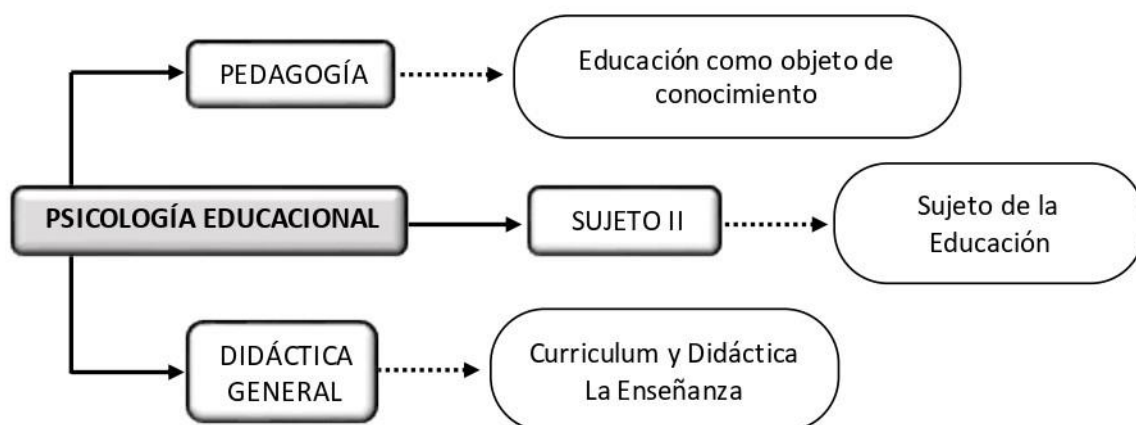 PEDAGOGÍA
Educación como objeto de
conocimiento
PSICOLOGÍA EDUCACIONAL
SUJETO II
Sujeto de la
Educación
DIDÁCTICA
GENERAL
Curriculum y Didáctica
La Enseñanza